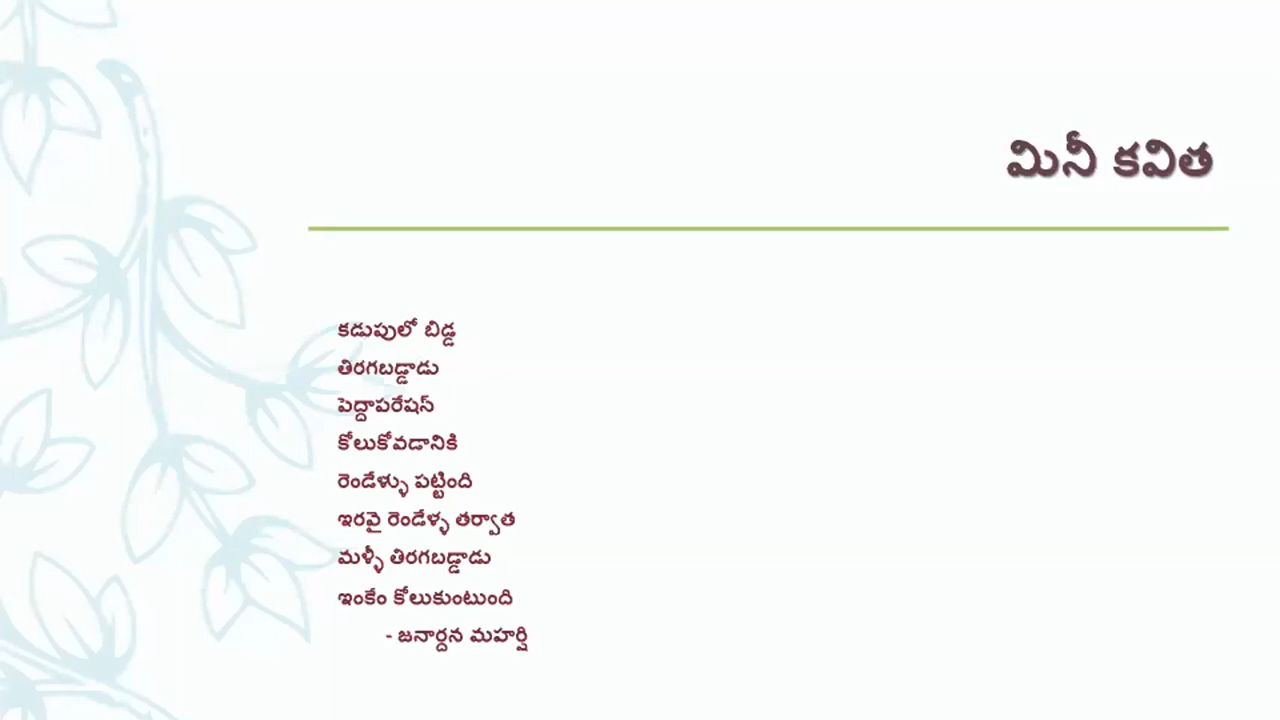 మినీ కవిత
కడుపులో బిడ్డ
తిరగబడ్డాడు
పెద్దాపరేషన్
కోలుకోవడానికి
రెండేళ్ళు పట్టింది
ఇరవై రెండేళ్ళ తర్వాత
మళ్ళీ తిరగబడ్డాడు
ఇంకేం కోలుకుంటుంది
- జనార్దన మహర్షి